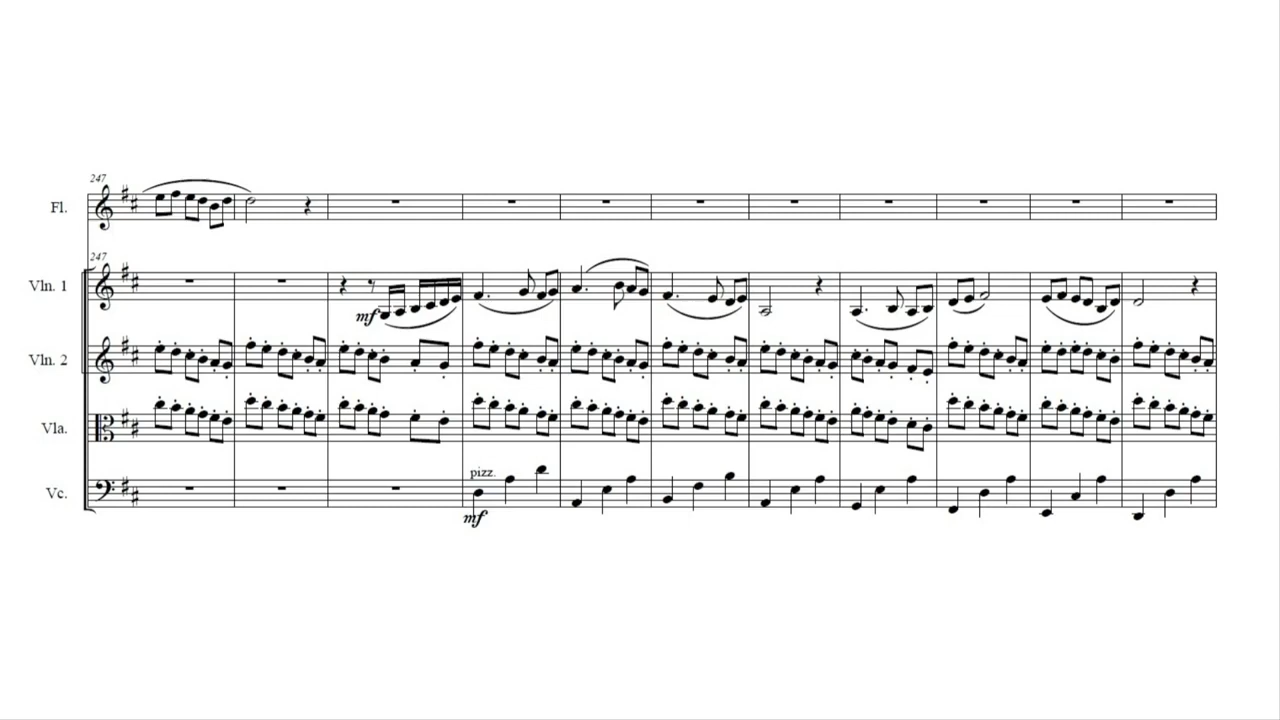 247
Fl.
247
Vln. 1
mf
Vln. 2
Vla.
pizz.
Vc.
mf